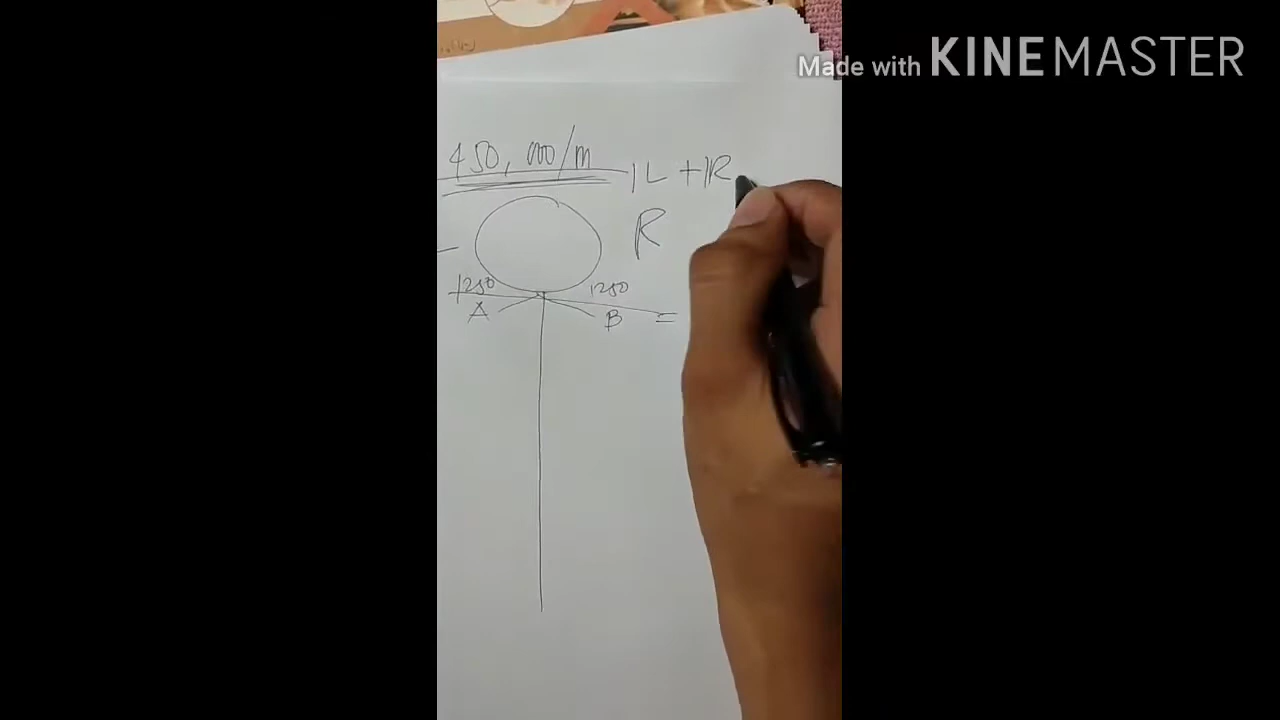 Made with KINEMASTER
450,000/m
1L + 1R
R
1250 1250
A B =